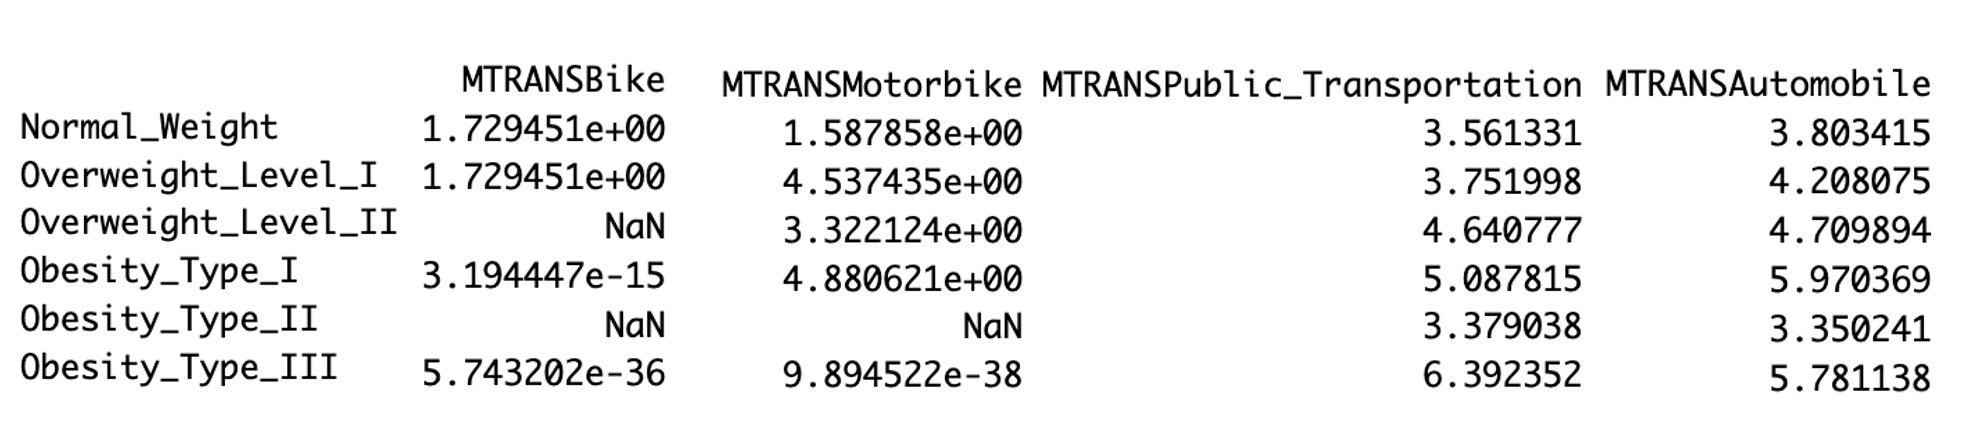 MTRANSBike MTRANSMotorbike MTRANSPublic_Transportation MTRANSAutomobile
Normal_Weight 1.729451e+00 1.587858e+00 3.561331 3.803415
Overweight_Level_I 1.729451e+00 4.537435e+00 3.751998 4.208075
Overweight_Level_II NaN 3.322124e+00 4.640777 4.709894
Obesity_Type_I 3.194447e-15 4.880621e+00 5.087815 5.970369
Obesity_Type_II NaN NaN 3.379038 3.350241
Obesity_Type_III 5.743202e-36 9.894522e-38 6.392352 5.781138